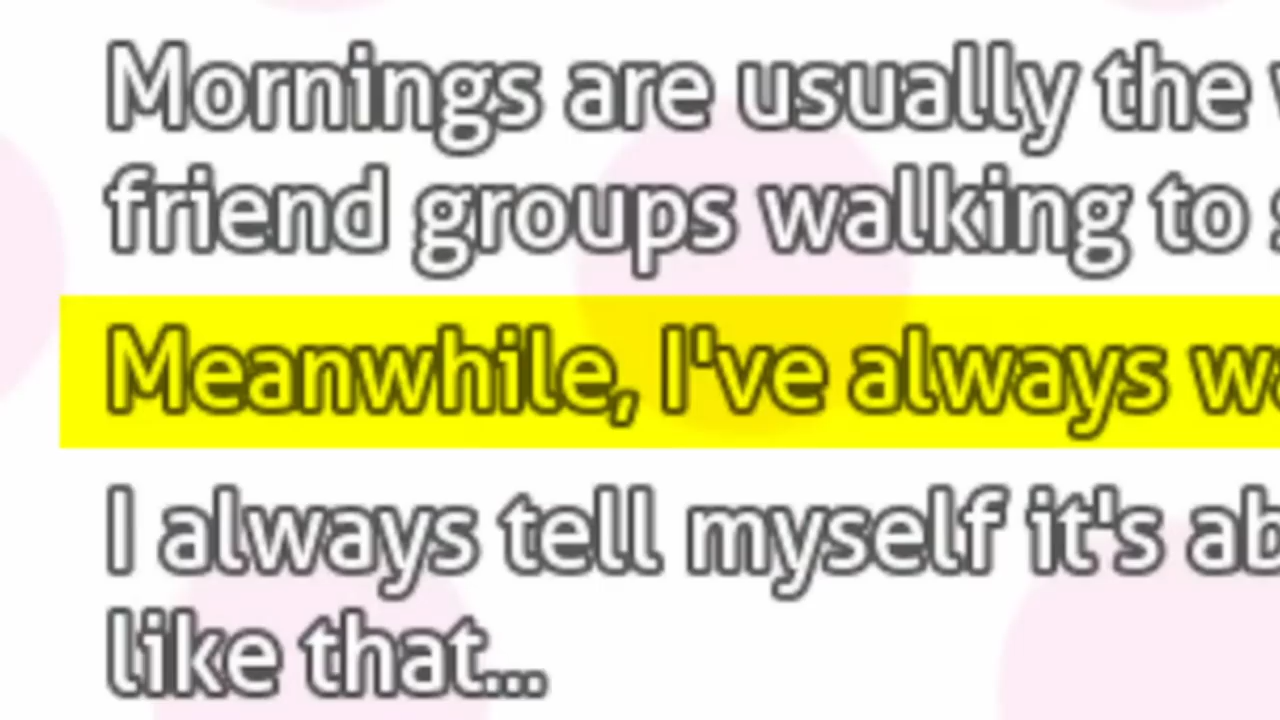 Mornings are usually the
friend groups walking to
Meanwhile, I've always
I always tell myself it's
like that...